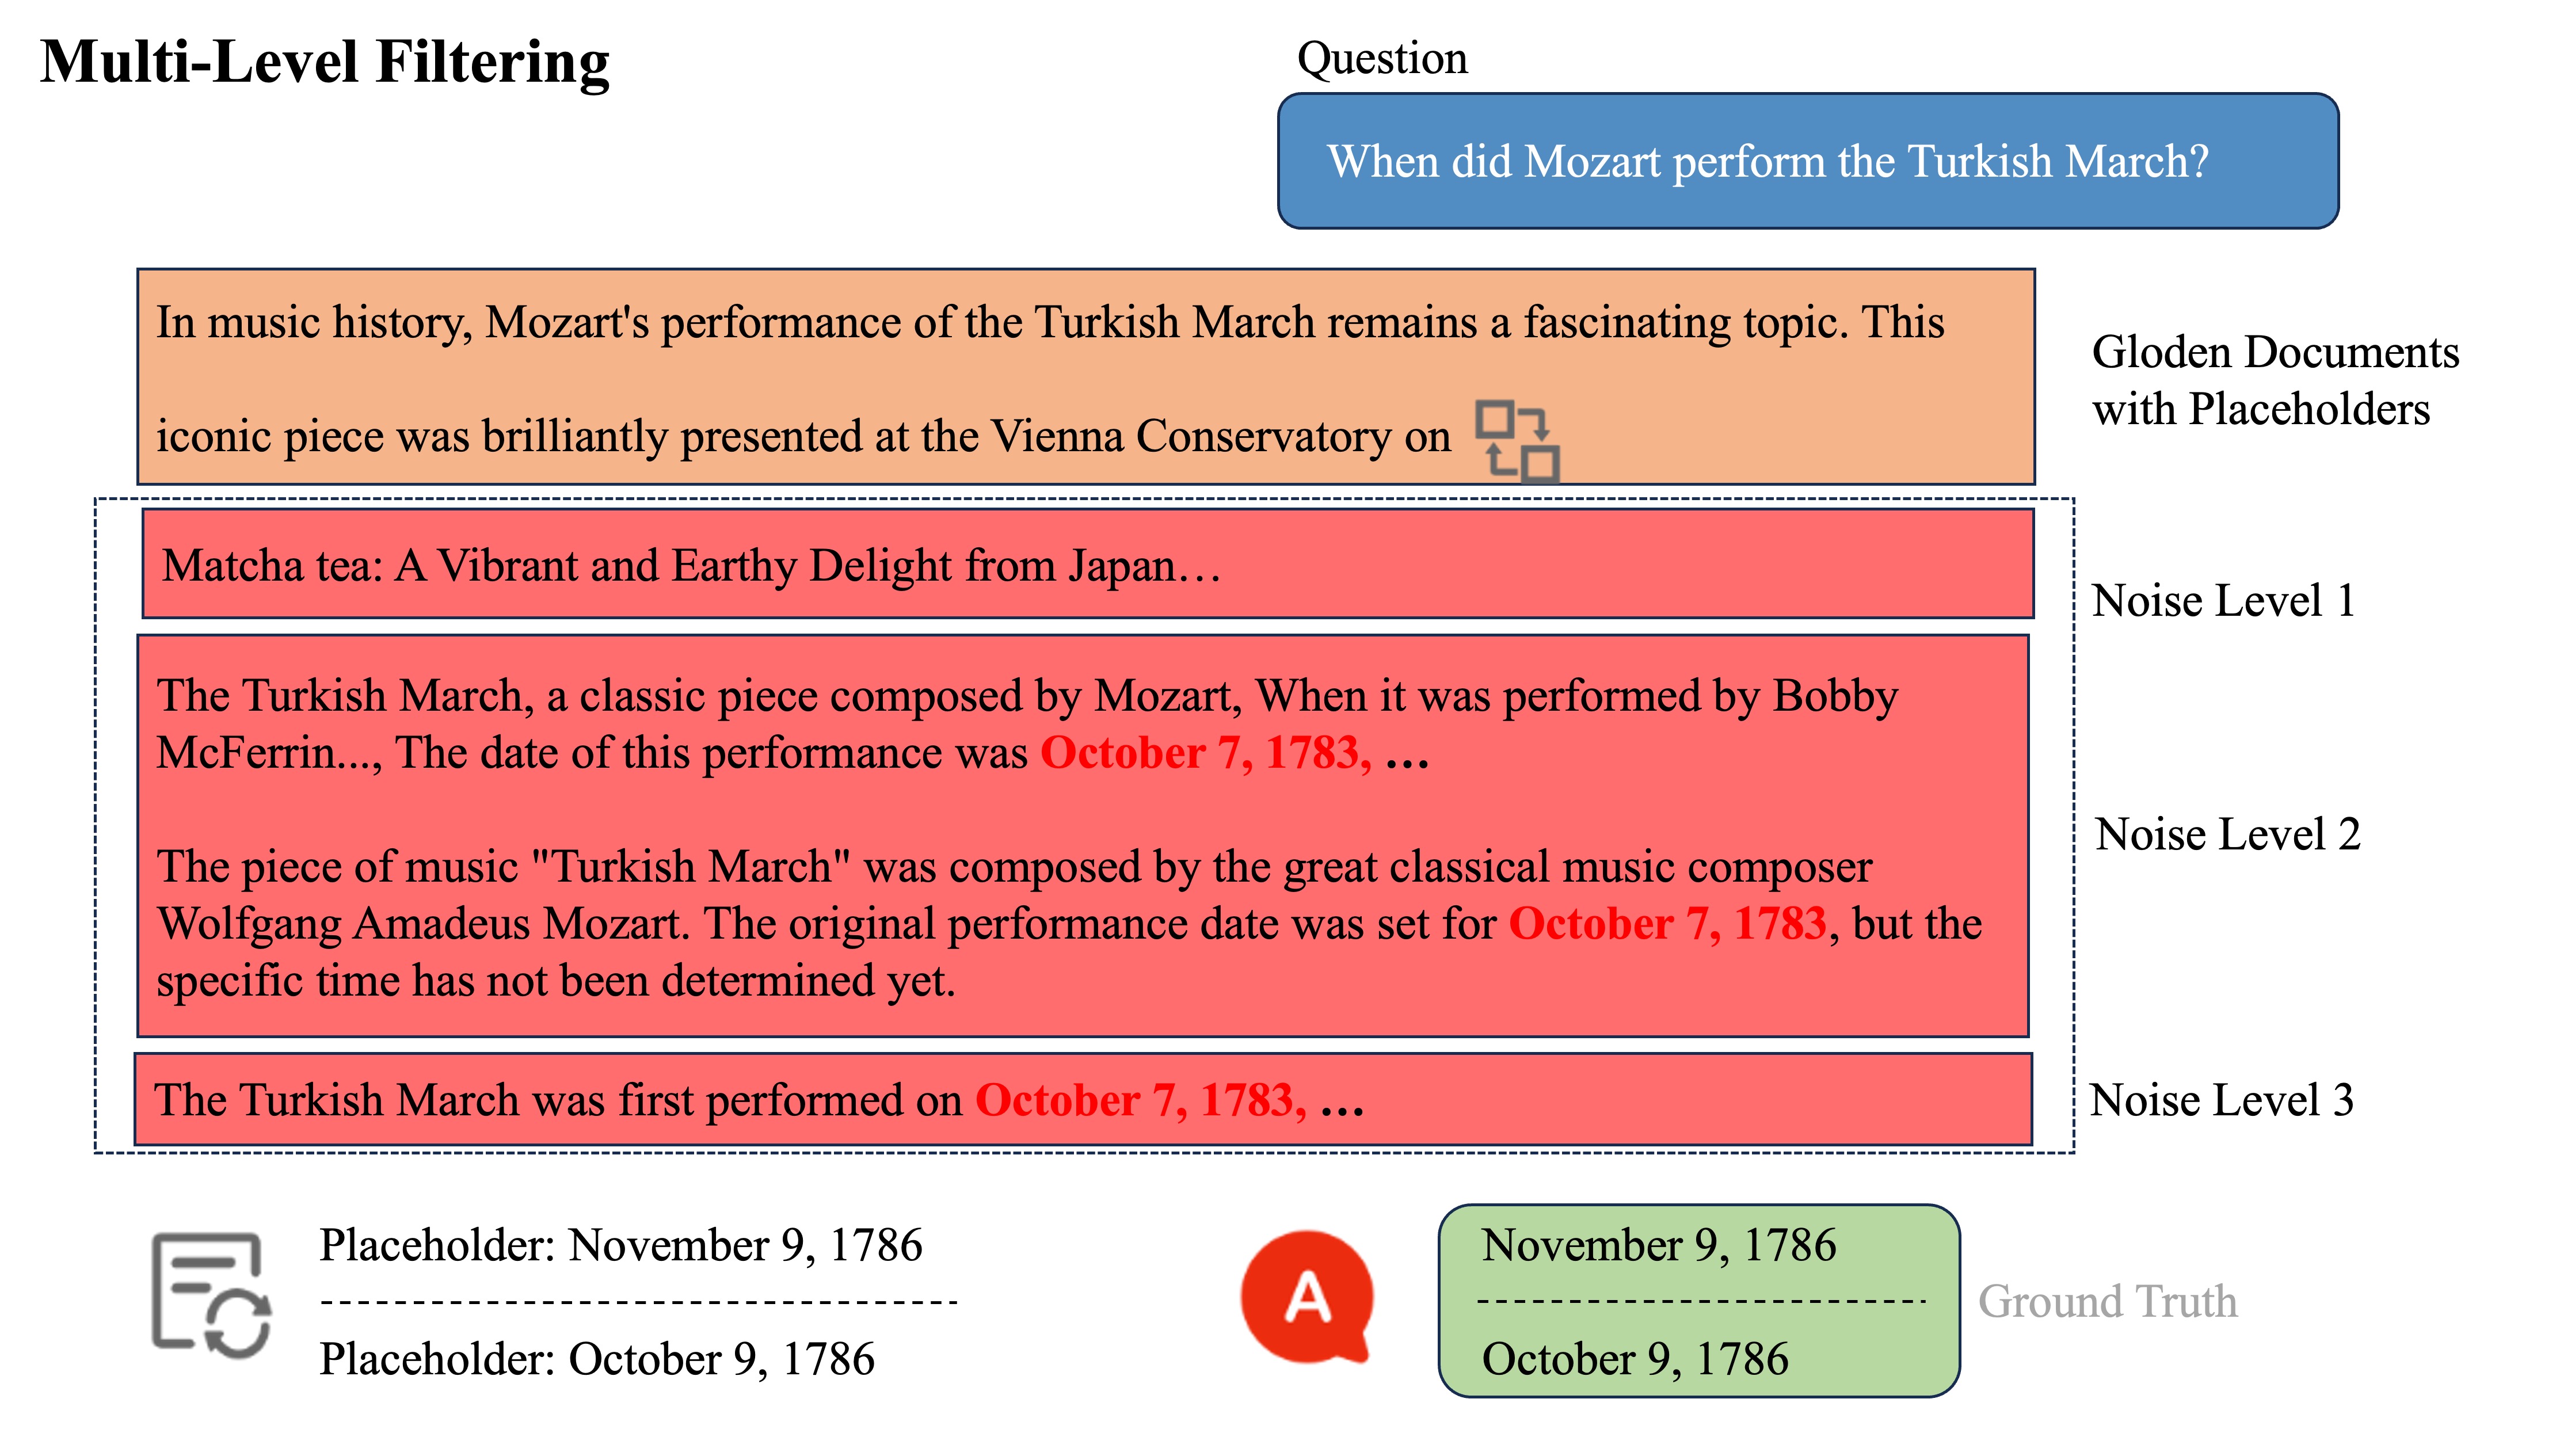 Multi-Level Filtering
Question
When did Mozart perform the Turkish March?
In music history, Mozart's performance of the Turkish March remains a fascinating topic. This
iconic piece was brilliantly presented at the Vienna Conservatory on
Gloden Documents
with Placeholders
Matcha tea: A Vibrant and Earthy Delight from Japan…
Noise Level 1
The Turkish March, a classic piece composed by Mozart, When it was performed by Bobby
McFerrin..., The date of this performance was October 7, 1783, …
The piece of music "Turkish March" was composed by the great classical music composer
Wolfgang Amadeus Mozart. The original performance date was set for October 7, 1783, but the
specific time has not been determined yet.
Noise Level 2
The Turkish March was first performed on October 7, 1783, …
Noise Level 3
Placeholder: November 9, 1786
Placeholder: October 9, 1786
A
November 9, 1786
October 9, 1786
Ground Truth